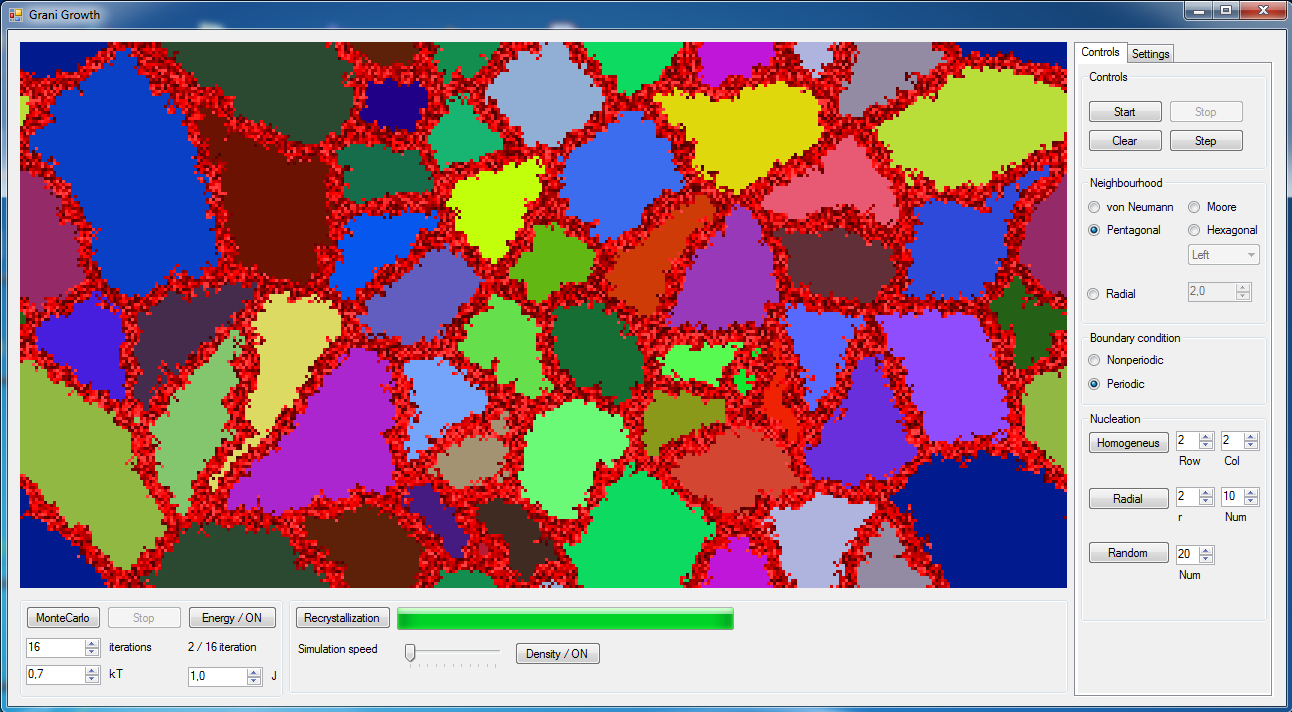 Grani Growth
Controls Settings
Controls
Start Stop
Clear Step
Neighbourhood
von Neumann Moore
Pentagonal Hexagonal
Left
Radial 2,0
Boundary condition
Nonperiodic
Periodic
Nucleation
Homogeneus 2 2
Row Col
Radial 2 10
r Num
Random 20
Num
MonteCarlo Stop Energy / ON Recrystallization
16 iterations 2 / 16 iteration Simulation speed Density / ON
0,7 kT 1,0 J